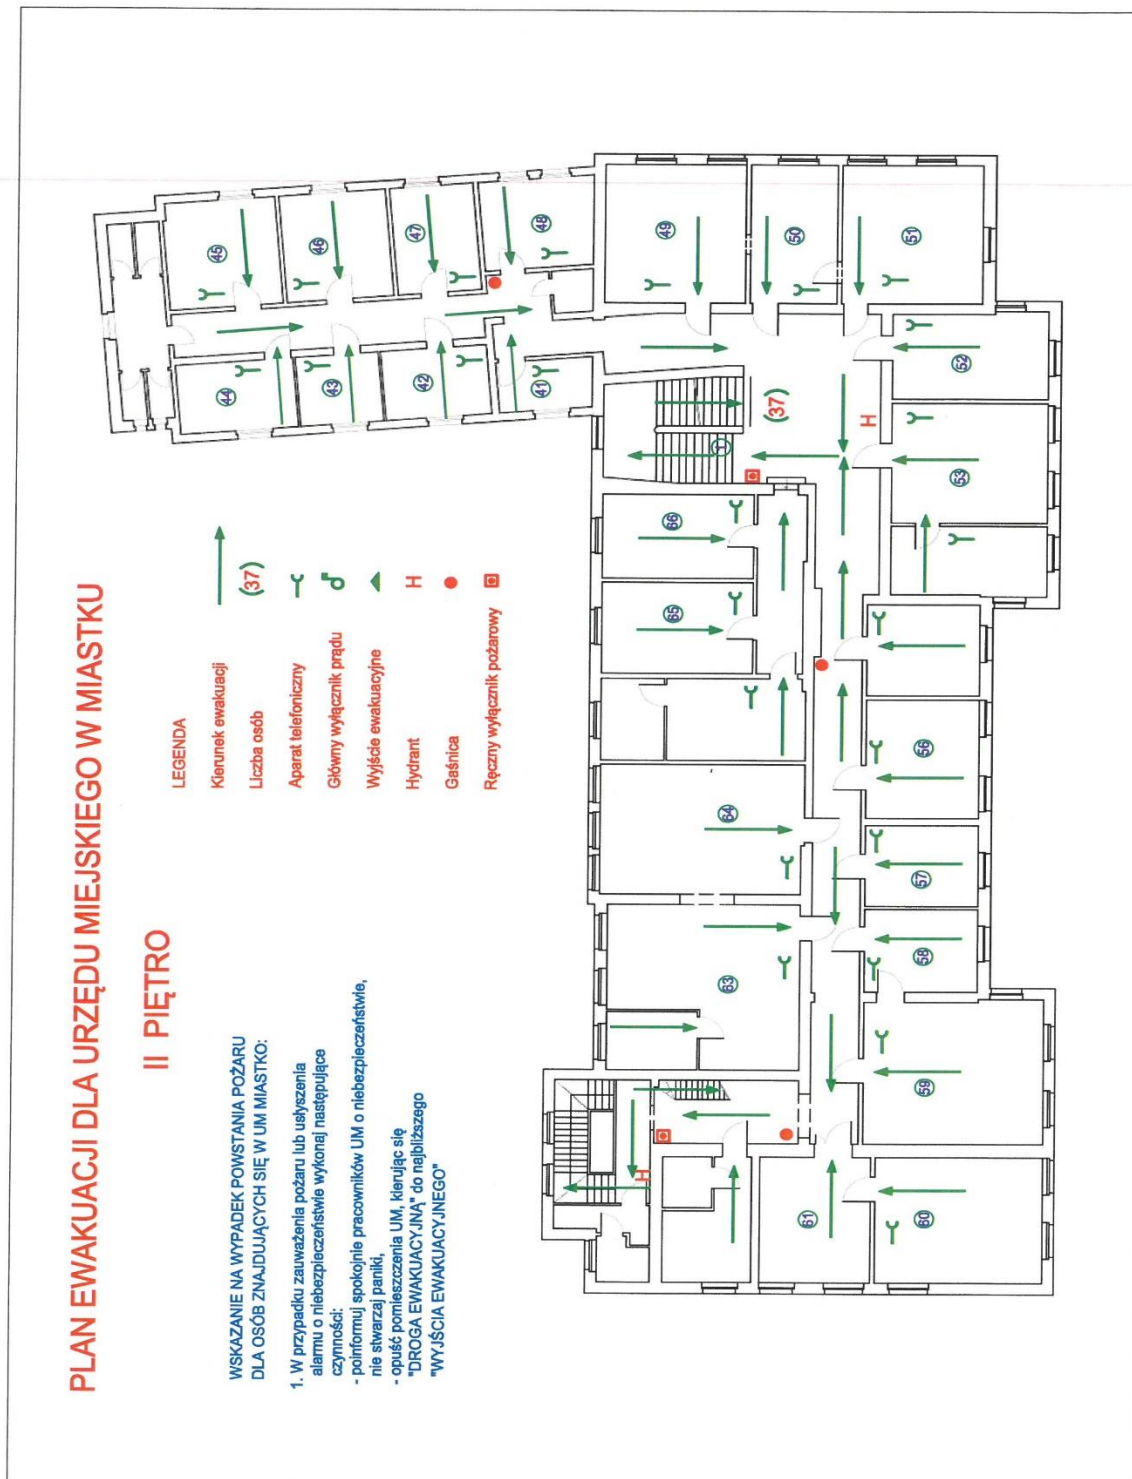 PLAN EWAKUACJI DLA URZĘDU MIEJSKIEGO W MIASTKU
II PIĘTRO
WSKAZANIE NA WYPADEK POWSTANIA POŻARU
DLA OSÓB ZNAJDUJĄCYCH SIĘ W UM MIASTKO:
1. W przypadku zauważenia pożaru lub usłyszenia
alarmu o niebezpieczeństwie wykonaj następujące
czynności:
- poinformuj spokojnie pracowników UM o niebezpieczeństwie,
nie stwarzaj paniki,
- opuść pomieszczenia UM, kierując się
"DROGA EWAKUACYJNĄ" do najbliższego
"WYJŚCIA EWAKUACYJNEGO"
LEGENDA
Kierunek ewakuacji
Liczba osób (37)
Aparat telefoniczny
Główny wyłącznik prądu
Wyjście ewakuacyjne
Hydrant H
Gaśnica
Ręczny wyłącznik pożarowy
44
45
43
46
42
47
41
48
49
50
51
1
(37)
H
52
53
66
65
64
63
56
57
58
59
H
61
60